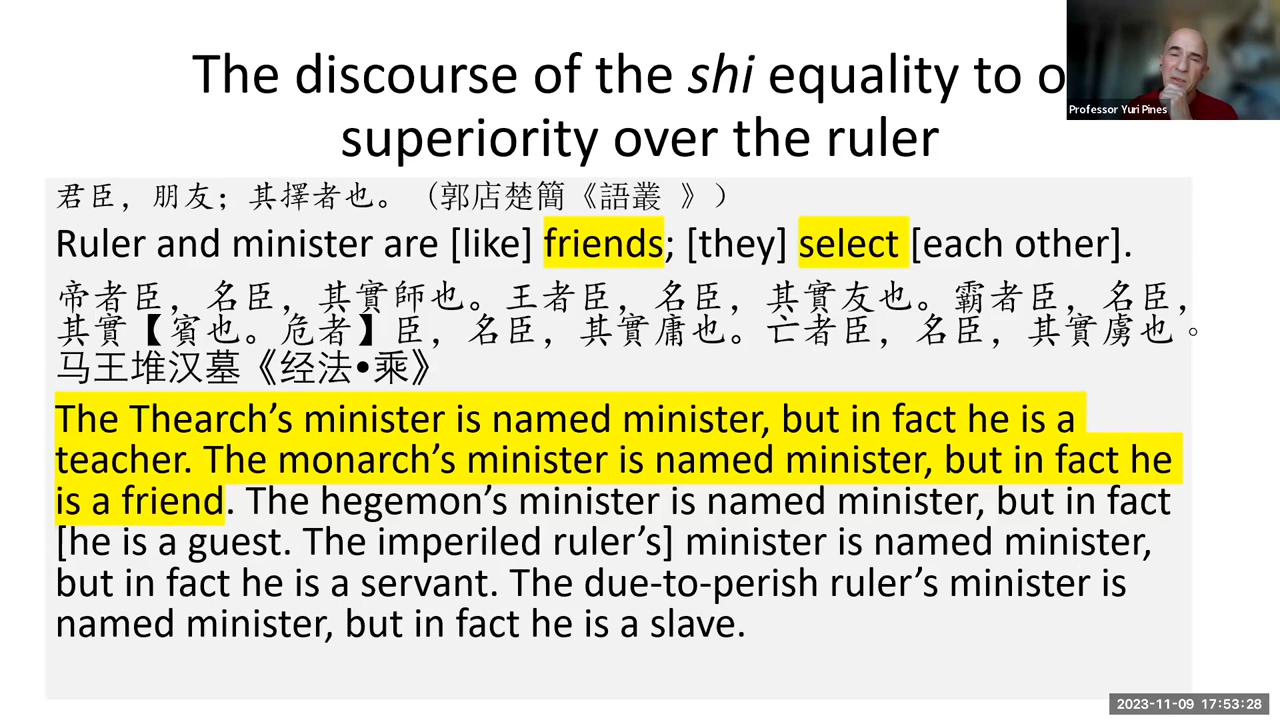 The discourse of the shi equality to o
superiority over the ruler
Professor Yuri Pines
君臣，朋友；其擇者也。（郭店楚簡《語叢 》）
Ruler and minister are [like] friends; [they] select [each other].
帝者臣，名臣，其實師也。王者臣，名臣，其實友也。霸者臣，名臣，
其實【賓也。危者】臣，名臣，其實庸也。亡者臣，名臣，其實虜也。
马王堆汉墓《经法•乘》
The Thearch’s minister is named minister, but in fact he is a
teacher. The monarch’s minister is named minister, but in fact he
is a friend. The hegemon’s minister is named minister, but in fact
[he is a guest. The imperiled ruler’s] minister is named minister,
but in fact he is a servant. The due-to-perish ruler’s minister is
named minister, but in fact he is a slave.
2023-11-09 17:53:28